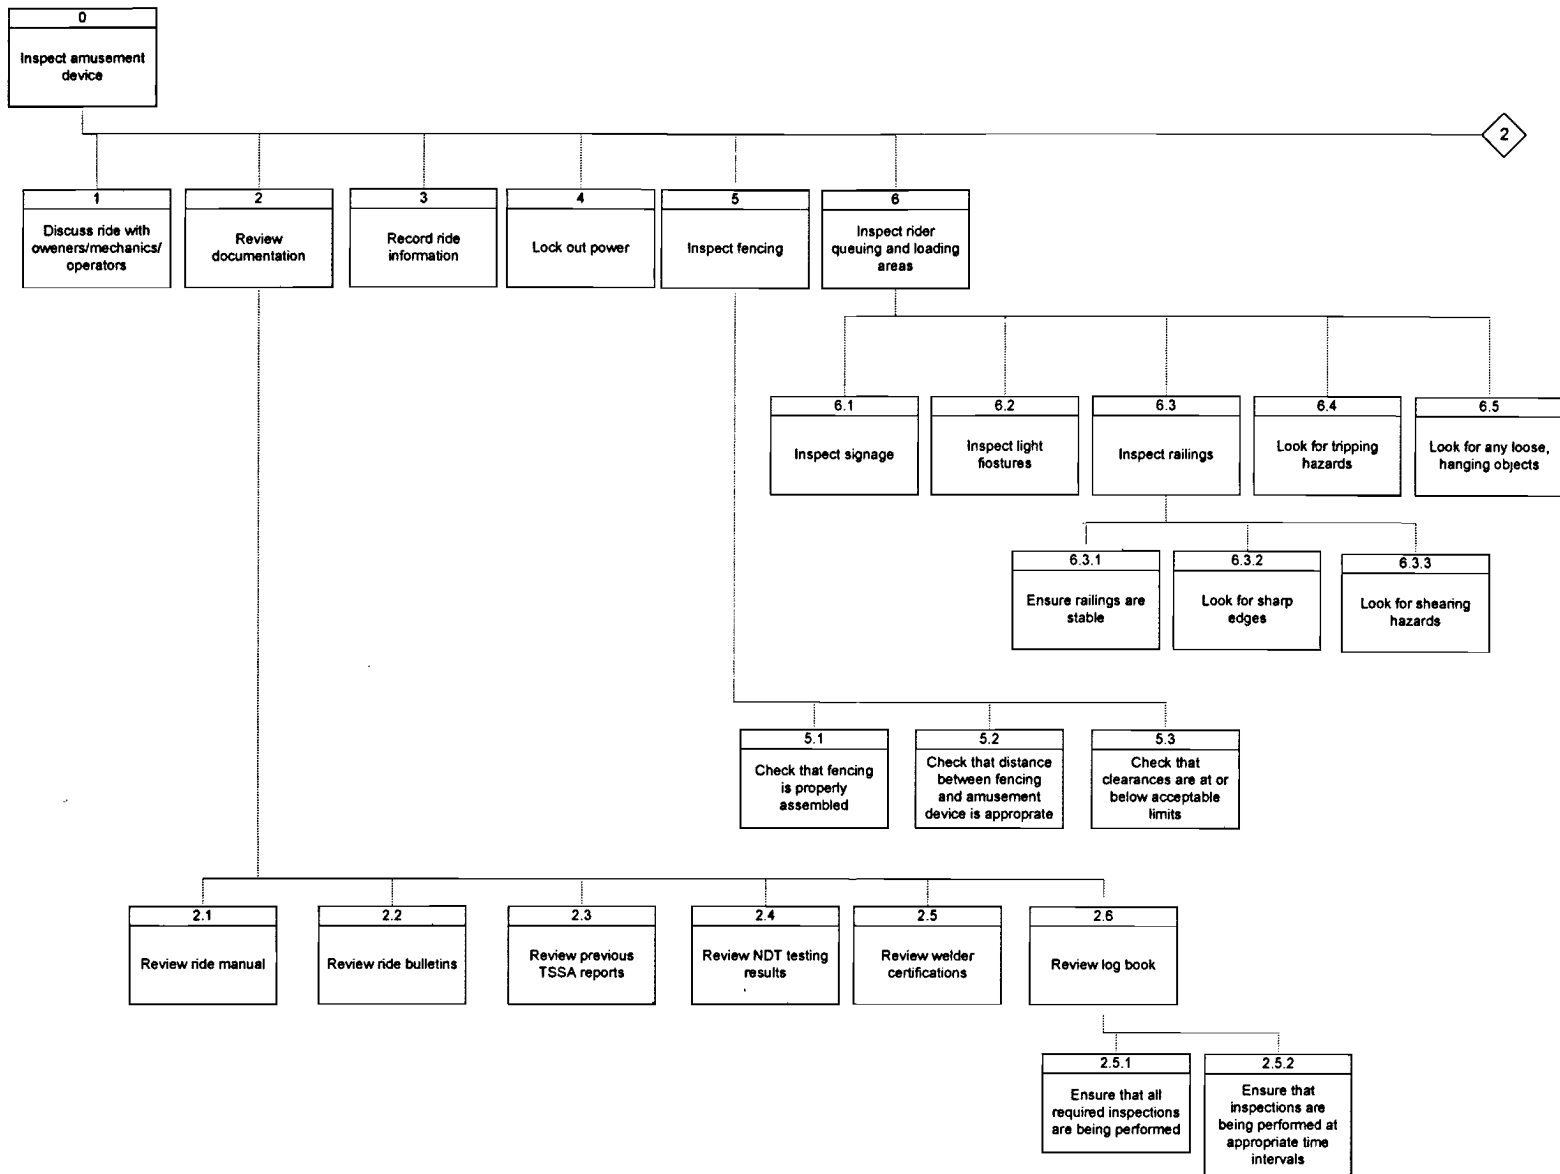 0
Inspect amusement
device
2
1
Discuss ride with
oweners/mechanics/
operators
2
Review
documentation
3
Record ride
information
4
Lock out power
5
Inspect fencing
6
Inspect rider
queuing and loading
areas
6.1
Inspect signage
6.2
Inspect light
fiostures
6.3
Inspect railings
6.4
Look for tripping
hazards
6.5
Look for any loose,
hanging objects
6.3.1
Ensure railings are
stable
6.3.2
Look for sharp
edges
6.3.3
Look for shearing
hazards
5.1
Check that fencing
is properly
assembled
5.2
Check that distance
between fencing
and amusement
device is approprate
5.3
Check that
clearances are at or
below acceptable
limits
2.1
Review ride manual
2.2
Review ride bulletins
2.3
Review previous
TSSA reports
2.4
Review NDT testing
results
2.5
Review welder
certifications
2.6
Review log book
2.5.1
Ensure that all
required inspections
are being performed
2.5.2
Ensure that
inspections are
being performed at
appropriate time
intervals